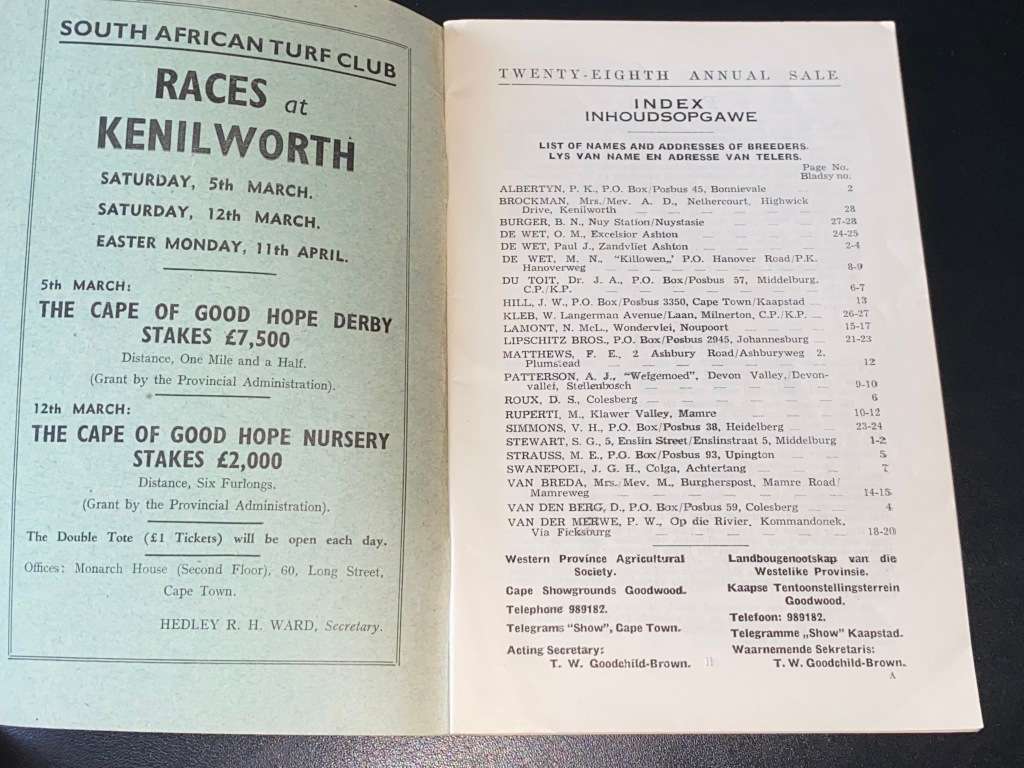 SOUTH AFRICAN TURF CLUB
RACES at
KENILWORTH
SATURDAY, 5th MARCH.
SATURDAY, 12th MARCH.
EASTER MONDAY, 11th APRIL.
5th MARCH:
THE CAPE OF GOOD HOPE DERBY
STAKES £7,500
Distance, One Mile and a Half.
(Grant by the Provincial Administration).
12th MARCH:
THE CAPE OF GOOD HOPE NURSERY
STAKES £2,000
Distance, Six Furlongs.
(Grant by the Provincial Administration).
The Double Tote (£1 Tickets) will be open each day.
Offices: Monarch House (Second Floor), 60, Long Street,
Cape Town.
HEDLEY R. H. WARD, Secretary.
TWENTY-EIGHTH ANNUAL SALE
INDEX
INHOUDSOPGAWE
LIST OF NAMES AND ADDRESSES OF BREEDERS.
LYS VAN NAME EN ADRESSE VAN TELERS.
Page No.
Bladsy no.
ALBERTYN, P. K., P.O. Box/Posbus 45, Bonnievale 2
BROCKMAN, Mrs./Mev. A. D., Nethercourt, Highwick
Drive, Kenilworth 28
BURGER, B. N., Nuy Station/Nuystasie 27-28
DE WET, O. M., Excelsior Ashton 24-25
DE WET, Paul J., Zandvliet Ashton 2-4
DE WET, M. N., "Killowen,," P.O. Hanover Road/P.K.
Hanoverweg 8-9
DU TOIT, Dr. J. A., P.O. Box/Posbus 57, Middelburg,
C.P./K.P. 6-7
HILL, J. W., P.O. Box/Posbus 3350, Cape Town/Kaapstad 13
KLEB, W. Langerman Avenue/Laan, Milnerton, C.P./K.P. 26-27
LAMONT, N. McL., Wondervlei, Noupoort 15-17
LIPSCHITZ BROS., P.O. Box/Posbus 2945, Johannesburg 21-23
MATTHEWS, F. E., 2 Ashbury Road/Ashburyweg 2,
Plumstead 12
PATTERSON, A. J., "Welgemoed", Devon Valley,/Devon-
vallei, Stellenbosch 9-10
ROUX, D. S., Colesberg 6
RUPERTI, M., Klawer Valley, Mamre 10-12
SIMMONS, V. H., P.O. Box/Posbus 38, Heidelberg 23-24
STEWART, S. G., 5, Enslin Street/Enslinstraat 5, Middelburg 1-2
STRAUSS, M. E., P.O. Box/Posbus 93, Upington 5
SWANEPOEL, J. G. H., Colga, Achtertang 7
VAN BREDA, Mrs./Mev. M., Burgherspost, Mamre Road/
Mamreweg 14-15
VAN DEN BERG, D., P.O. Box/Posbus 59, Colesberg 4
VAN DER MERWE, P. W., Op die Rivier, Kommandonek,
Via Ficksburg 18-20
Western Province Agricultural
Society.
Cape Showgrounds Goodwood.
Telephone 989182.
Telegrams "Show", Cape Town.
Acting Secretary:
T. W. Goodchild-Brown.
Landbougenootskap van die
Westelike Provinsie.
Kaapse Tentoonstellingsterrein
Goodwood.
Telefoon: 989182.
Telegramme „Show" Kaapstad.
Waarnemende Sekretaris:
T. W. Goodchild-Brown.
A